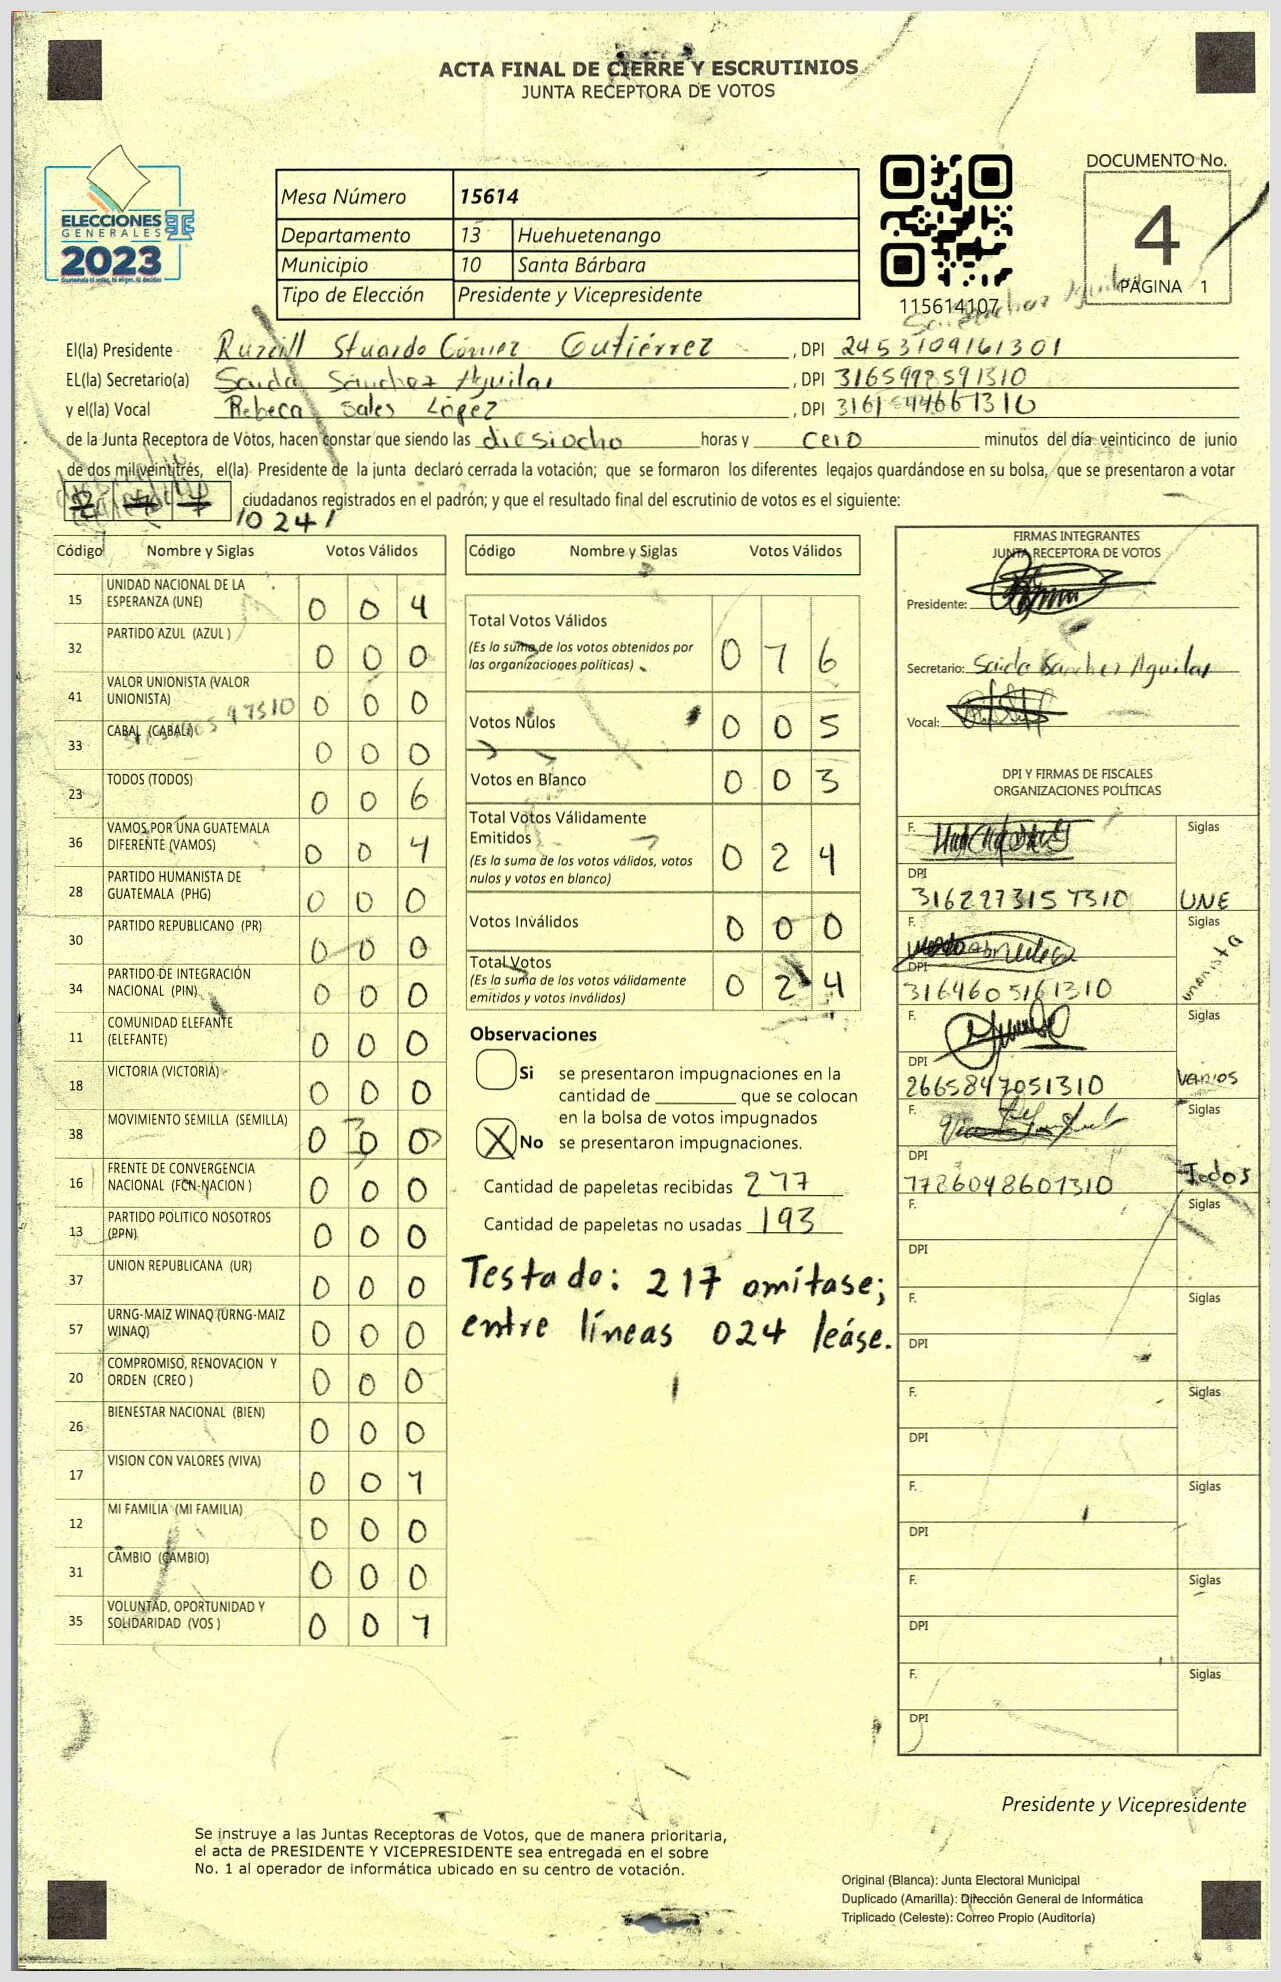 ACTA FINAL DE CIERRE Y ESCRUTINIOS
JUNTA RECEPTORA DE VOTOS
ELECCIONES
GENERALES
2023
Mesa Número 15614
Departamento 13 Huehuetenango
Municipio 10 Santa Bárbara
Tipo de Elección Presidente y Vicepresidente
115614107
DOCUMENTO No.
4
PÁGINA 1
El(la) Presidente Stuardo Gómez Gutiérrez , DPI 2453109161301
EL(la) Secretario(a) Saida Sánchez Aguilar , DPI 3165998591310
y el(la) Vocal Rebeca Sales López , DPI
de la Junta Receptora de Votos, hacen constar que siendo las diesiocho horas y cero minutos del día veinticinco de junio
de dos mil veintitrés, el(la) Presidente de la junta declaró cerrada la votación; que se formaron los diferentes legajos quardándose en su bolsa, que se presentaron a votar
ciudadanos registrados en el padrón; y que el resultado final del escrutinio de votos es el siguiente:
10241
Código Nombre y Siglas Votos Válidos
15 UNIDAD NACIONAL DE LA ESPERANZA (UNE) 0 0 4
32 PARTIDO AZUL (AZUL ) 0 0 0
41 VALOR UNIONISTA (VALOR UNIONISTA) 0 0 0
33 CABAL (CABAL) 0 0 0
23 TODOS (TODOS) 0 0 6
36 VAMOS POR UNA GUATEMALA DIFERENTE (VAMOS) 0 0 4
28 PARTIDO HUMANISTA DE GUATEMALA (PHG) 0 0 0
30 PARTIDO REPUBLICANO (PR) 0 0 0
34 PARTIDO DE INTEGRACIÓN NACIONAL (PIN) 0 0 0
11 COMUNIDAD ELEFANTE (ELEFANTE) 0 0 0
18 VICTORIA (VICTORIA) 0 0 0
38 MOVIMIENTO SEMILLA (SEMILLA) 0 0 0
16 FRENTE DE CONVERGENCIA NACIONAL (FCN-NACION ) 0 0 0
13 PARTIDO POLITICO NOSOTROS (PPN) 0 0 0
37 UNION REPUBLICANA (UR) 0 0 0
57 URNG-MAIZ WINAQ (URNG-MAIZ WINAQ) 0 0 0
20 COMPROMISO, RENOVACION Y ORDEN (CREO ) 0 0 0
26 BIENESTAR NACIONAL (BIEN) 0 0 0
17 VISION CON VALORES (VIVA) 0 0 1
12 MI FAMILIA (MI FAMILIA) 0 0 0
31 CAMBIO (CAMBIO) 0 0 0
35 VOLUNTAD, OPORTUNIDAD Y SOLIDARIDAD (VOS ) 0 0 1
Código Nombre y Siglas Votos Válidos
Total Votos Válidos 0 1 6
(Es la suma de los votos obtenidos por
las organizaciones políticas)
Votos Nulos 0 0 5
Votos en Blanco 0 0 3
Total Votos Válidamente
Emitidos 0 2 4
(Es la suma de los votos válidos, votos
nulos y votos en blanco)
Votos Inválidos 0 0 0
Total Votos 0 2 4
(Es la suma de los votos válidamente
emitidos y votos inválidos)
Observaciones
Si se presentaron impugnaciones en la
cantidad de ________ que se colocan
en la bolsa de votos impugnados
X No se presentaron impugnaciones.
Cantidad de papeletas recibidas 217
Cantidad de papeletas no usadas 193
Testado: 217 omítase;
entre líneas 024 leáse.
FIRMAS INTEGRANTES
JUNTA RECEPTORA DE VOTOS
Presidente:
Secretario: Saida Sánchez Aguilar
Vocal:
DPI Y FIRMAS DE FISCALES
ORGANIZACIONES POLÍTICAS
F. Siglas
DPI
3162973151310 UNE
F. Siglas
DPI
3164605161310 unionista
F. Siglas
DPI
2665847051310
F. Siglas
DPI
1786048601310 Todos
F. Siglas
DPI
F. Siglas
DPI
F. Siglas
DPI
F. Siglas
DPI
F. Siglas
DPI
F. Siglas
DPI
Presidente y Vicepresidente
Se instruye a las Juntas Receptoras de Votos, que de manera prioritaria,
el acta de PRESIDENTE Y VICEPRESIDENTE sea entregada en el sobre
No. 1 al operador de informática ubicado en su centro de votación.
Original (Blanca): Junta Electoral Municipal
Duplicado (Amarilla): Dirección General de Informática
Triplicado (Celeste): Correo Propio (Auditoría)